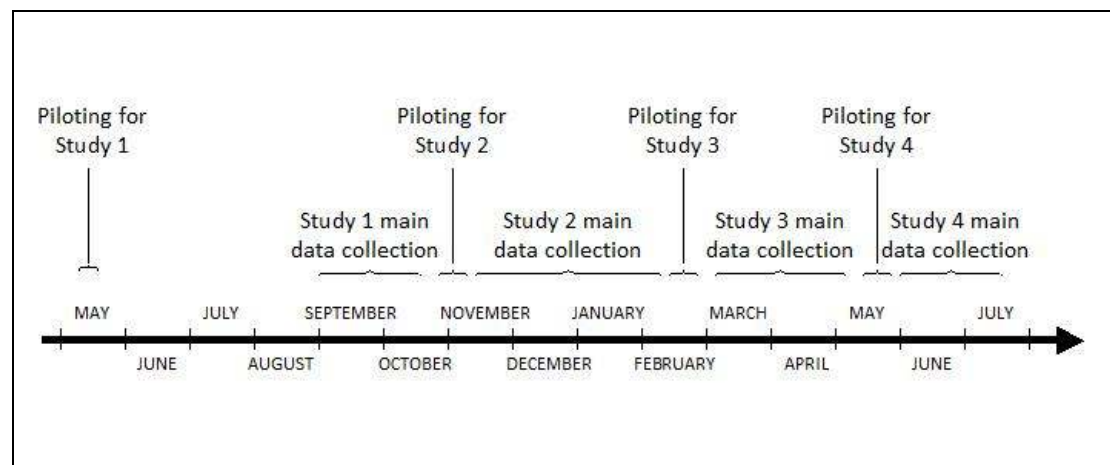 Piloting for
Study 1
Piloting for
Study 2
Piloting for
Study 3
Piloting for
Study 4
Study 1 main
data collection
Study 2 main
data collection
Study 3 main
data collection
Study 4 main
data collection
MAY JULY SEPTEMBER NOVEMBER JANUARY MARCH MAY JULY
JUNE AUGUST OCTOBER DECEMBER FEBRUARY APRIL JUNE